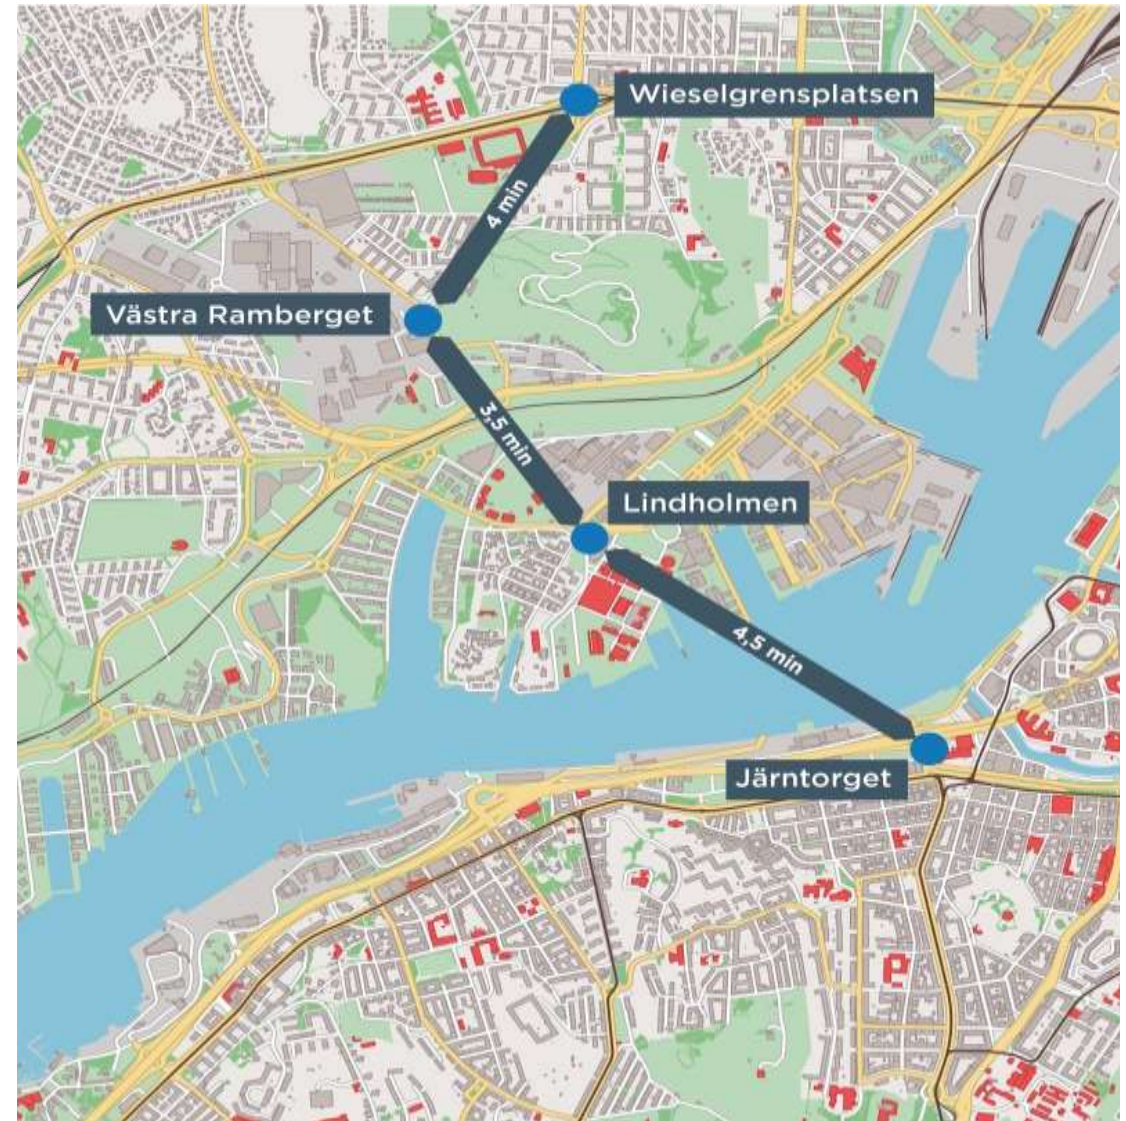 Wieselgrensplatsen
4 min
Västra Ramberget
3,5 min
Lindholmen
4,5 min
Järntorget